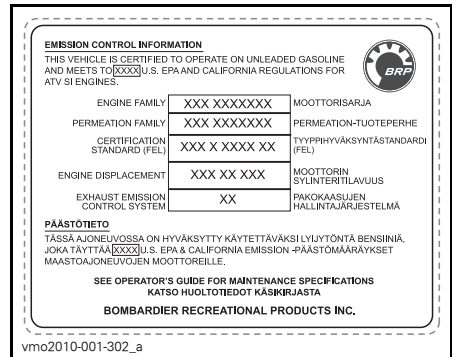 EMISSION CONTROL INFORMATION
THIS VEHICLE IS CERTIFIED TO OPERATE ON UNLEADED GASOLINE
AND MEETS TO XXXX U.S. EPA AND CALIFORNIA REGULATIONS FOR
ATV SI ENGINES.
BRP
ENGINE FAMILY XXX XXXXXXX MOOTTORISARJA
PERMEATION FAMILY XXX XXXXXXX PERMEATION-TUOTEPERHE
CERTIFICATION STANDARD (FEL) XXX X XXXX XX TYYPPIHYVÄKSYNTÄSTANDARDI (FEL)
ENGINE DISPLACEMENT XXX XX XXX MOOTTORIN SYLINTERITILAVUUS
EXHAUST EMISSION CONTROL SYSTEM XX PAKOKAASUJEN HALLINTAJÄRJESTELMÄ
PÄÄSTÖTIETO
TÄSSÄ AJONEUVOSSA ON HYVÄKSYTTY KÄYTETTÄVÄKSI LYIJYTÖNTÄ BENSIINIÄ,
JOKA TÄYTTÄÄ XXXX U.S. EPA & CALIFORNIA EMISSION -PÄÄSTÖMÄÄRÄYKSET
MAASTOAJONEUVOJEN MOOTTOREILLE.
SEE OPERATOR'S GUIDE FOR MAINTENANCE SPECIFICATIONS
KATSO HUOLTOTIEDOT KÄSIKIRJASTA
BOMBARDIER RECREATIONAL PRODUCTS INC.
vmo2010-001-302_a